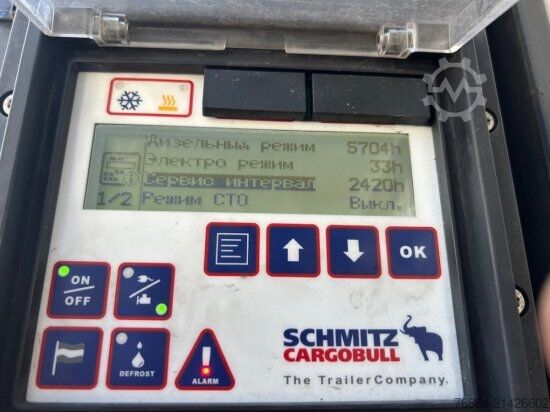 Дизельный режим 5704h
Электро режим 33h
Сервис интервал 2420h
1/2 Режим СТО Выкл.
OK
ON
OFF
DEFROST
ALARM
SCHMITZ
CARGOBULL
The TrailerCompany.